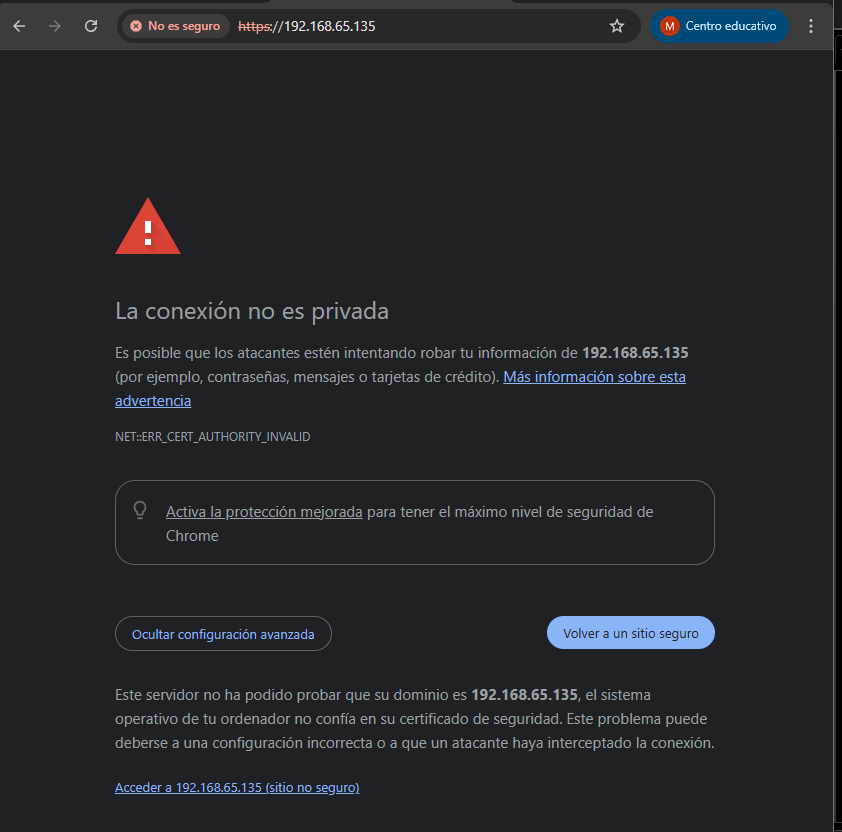 No es seguro https://192.168.65.135 M Centro educativo
La conexión no es privada
Es posible que los atacantes estén intentando robar tu información de 192.168.65.135
(por ejemplo, contraseñas, mensajes o tarjetas de crédito). Más información sobre esta
advertencia
NET::ERR_CERT_AUTHORITY_INVALID
Activa la protección mejorada para tener el máximo nivel de seguridad de
Chrome
Ocultar configuración avanzada
Volver a un sitio seguro
Este servidor no ha podido probar que su dominio es 192.168.65.135, el sistema
operativo de tu ordenador no confía en su certificado de seguridad. Este problema puede
deberse a una configuración incorrecta o a que un atacante haya interceptado la conexión.
Acceder a 192.168.65.135 (sitio no seguro)